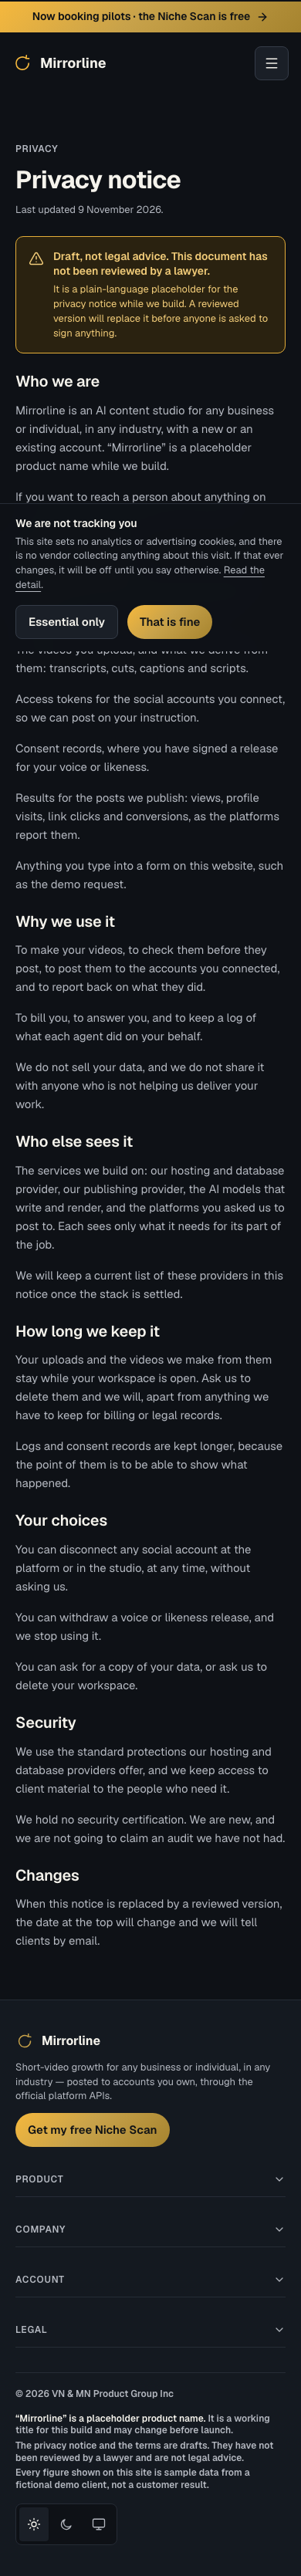 Now booking pilots · the Niche Scan is free →
Mirrorline
PRIVACY
Privacy notice
Last updated 9 November 2026.
Draft, not legal advice. This document has
not been reviewed by a lawyer.
It is a plain-language placeholder for the
privacy notice while we build. A reviewed
version will replace it before anyone is asked to
sign anything.
Who we are
Mirrorline is an AI content studio for any business
or individual, in any industry, with a new or an
existing account. “Mirrorline” is a placeholder
product name while we build.
If you want to reach a person about anything on
We are not tracking you
This site sets no analytics or advertising cookies, and there
is no vendor collecting anything about this visit. If that ever
changes, it will be off until you say otherwise. Read the
detail.
Essential only
That is fine
The videos you upload, and what we derive from
them: transcripts, cuts, captions and scripts.
Access tokens for the social accounts you connect,
so we can post on your instruction.
Consent records, where you have signed a release
for your voice or likeness.
Results for the posts we publish: views, profile
visits, link clicks and conversions, as the platforms
report them.
Anything you type into a form on this website, such
as the demo request.
Why we use it
To make your videos, to check them before they
post, to post them to the accounts you connected,
and to report back on what they did.
To bill you, to answer you, and to keep a log of
what each agent did on your behalf.
We do not sell your data, and we do not share it
with anyone who is not helping us deliver your
work.
Who else sees it
The services we build on: our hosting and database
provider, our publishing provider, the AI models that
write and render, and the platforms you asked us to
post to. Each sees only what it needs for its part of
the job.
We will keep a current list of these providers in this
notice once the stack is settled.
How long we keep it
Your uploads and the videos we make from them
stay while your workspace is open. Ask us to
delete them and we will, apart from anything we
have to keep for billing or legal records.
Logs and consent records are kept longer, because
the point of them is to be able to show what
happened.
Your choices
You can disconnect any social account at the
platform or in the studio, at any time, without
asking us.
You can withdraw a voice or likeness release, and
we stop using it.
You can ask for a copy of your data, or ask us to
delete your workspace.
Security
We use the standard protections our hosting and
database providers offer, and we keep access to
client material to the people who need it.
We hold no security certification. We are new, and
we are not going to claim an audit we have not had.
Changes
When this notice is replaced by a reviewed version,
the date at the top will change and we will tell
clients by email.
Mirrorline
Short-video growth for any business or individual, in any
industry — posted to accounts you own, through the
official platform APIs.
Get my free Niche Scan
PRODUCT
COMPANY
ACCOUNT
LEGAL
© 2026 VN & MN Product Group Inc
“Mirrorline” is a placeholder product name. It is a working
title for this build and may change before launch.
The privacy notice and the terms are drafts. They have not
been reviewed by a lawyer and are not legal advice.
Every figure shown on this site is sample data from a
fictional demo client, not a customer result.